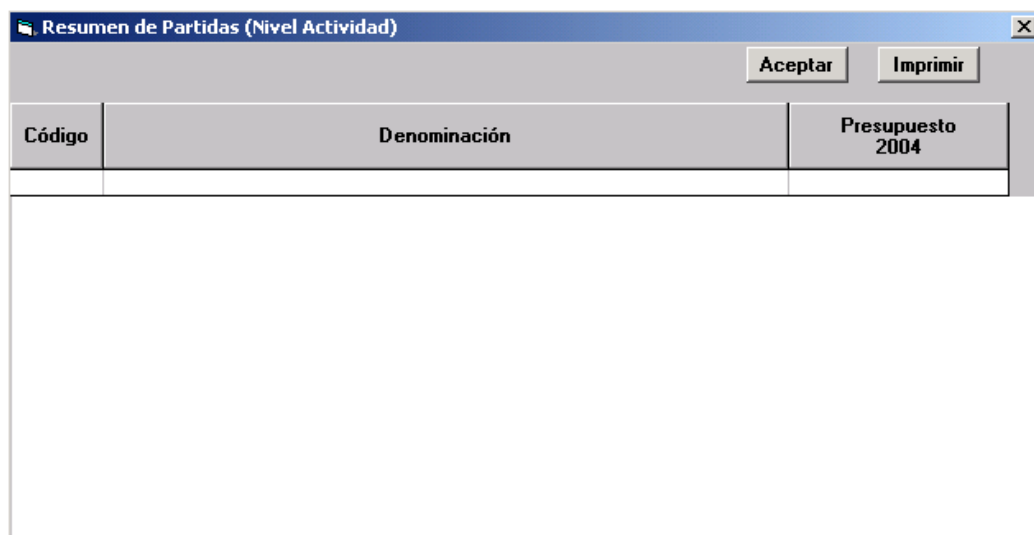 Resumen de Partidas (Nivel Actividad)
Aceptar Imprimir
Código Denominación Presupuesto
2004